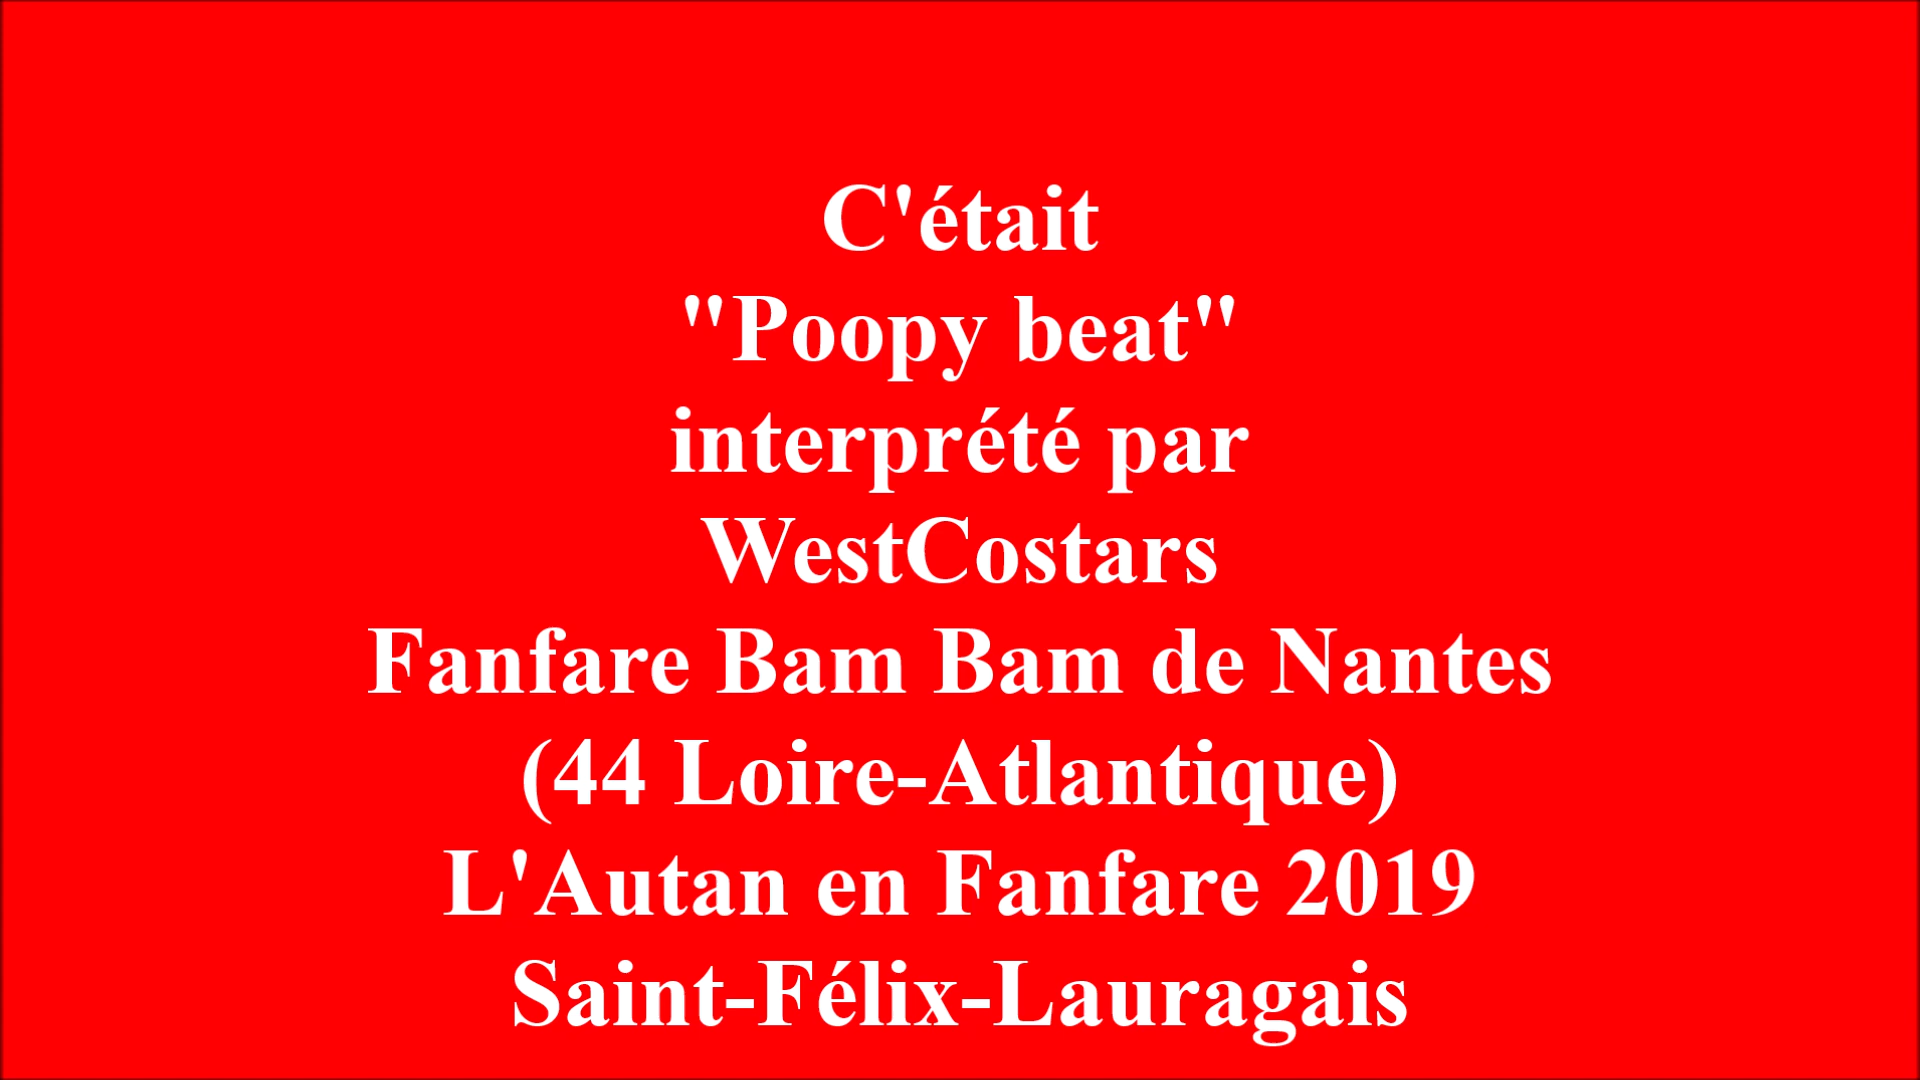 C'était
"Poopy beat"
interprété par
WestCostars
Fanfare Bam Bam de Nantes
(44 Loire-Atlantique)
L'Autan en Fanfare 2019
Saint-Félix-Lauragais